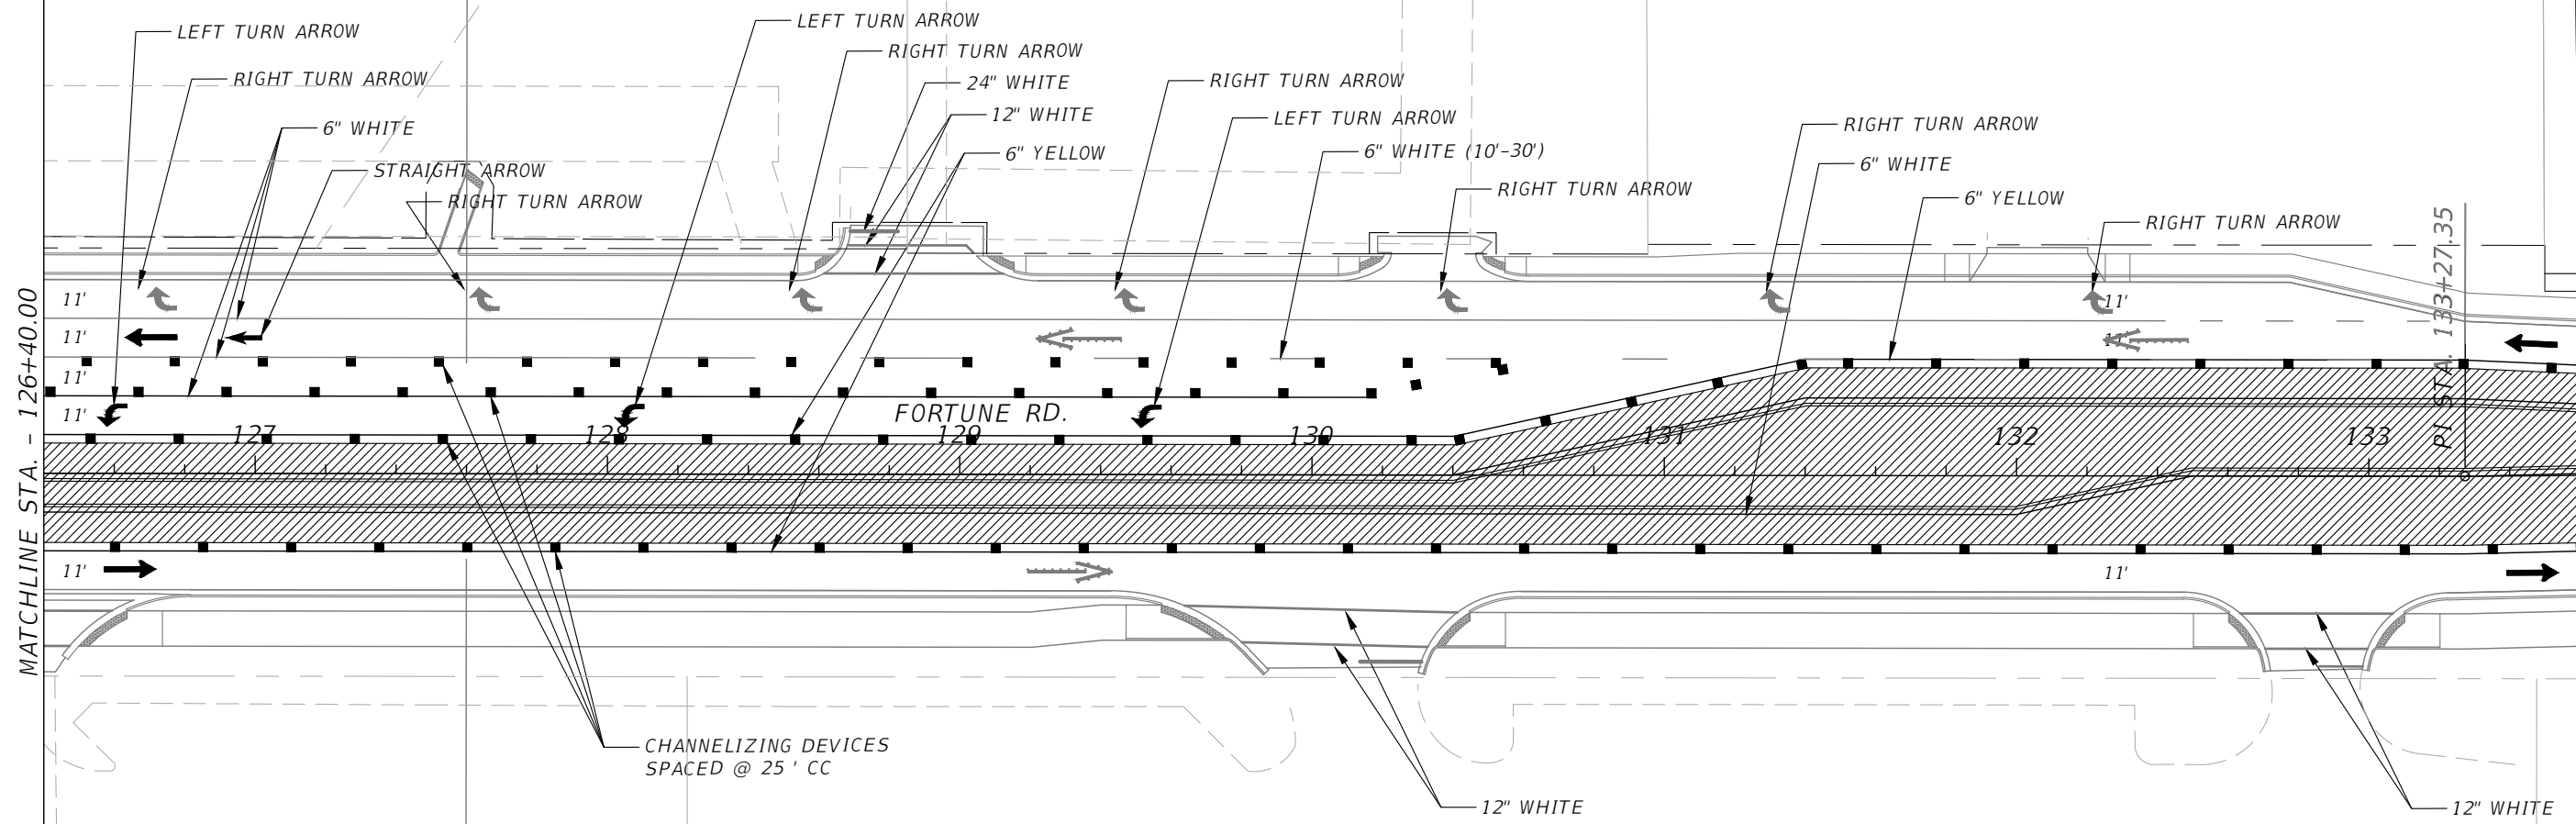 LEFT TURN ARROW
RIGHT TURN ARROW
6" WHITE
STRAIGHT ARROW
RIGHT TURN ARROW
LEFT TURN ARROW
RIGHT TURN ARROW
24" WHITE
12" WHITE
6" YELLOW
RIGHT TURN ARROW
LEFT TURN ARROW
6" WHITE (10'-30')
RIGHT TURN ARROW
RIGHT TURN ARROW
6" WHITE
6" YELLOW
RIGHT TURN ARROW
PI STA. 133+27.35
MATCHLINE STA. - 126+40.00
11'
11'
11'
11'
11'
11'
11'
FORTUNE RD.
127
128
129
130
131
132
133
11'
11'
CHANNELIZING DEVICES
SPACED @ 25 ' CC
12" WHITE
12" WHITE